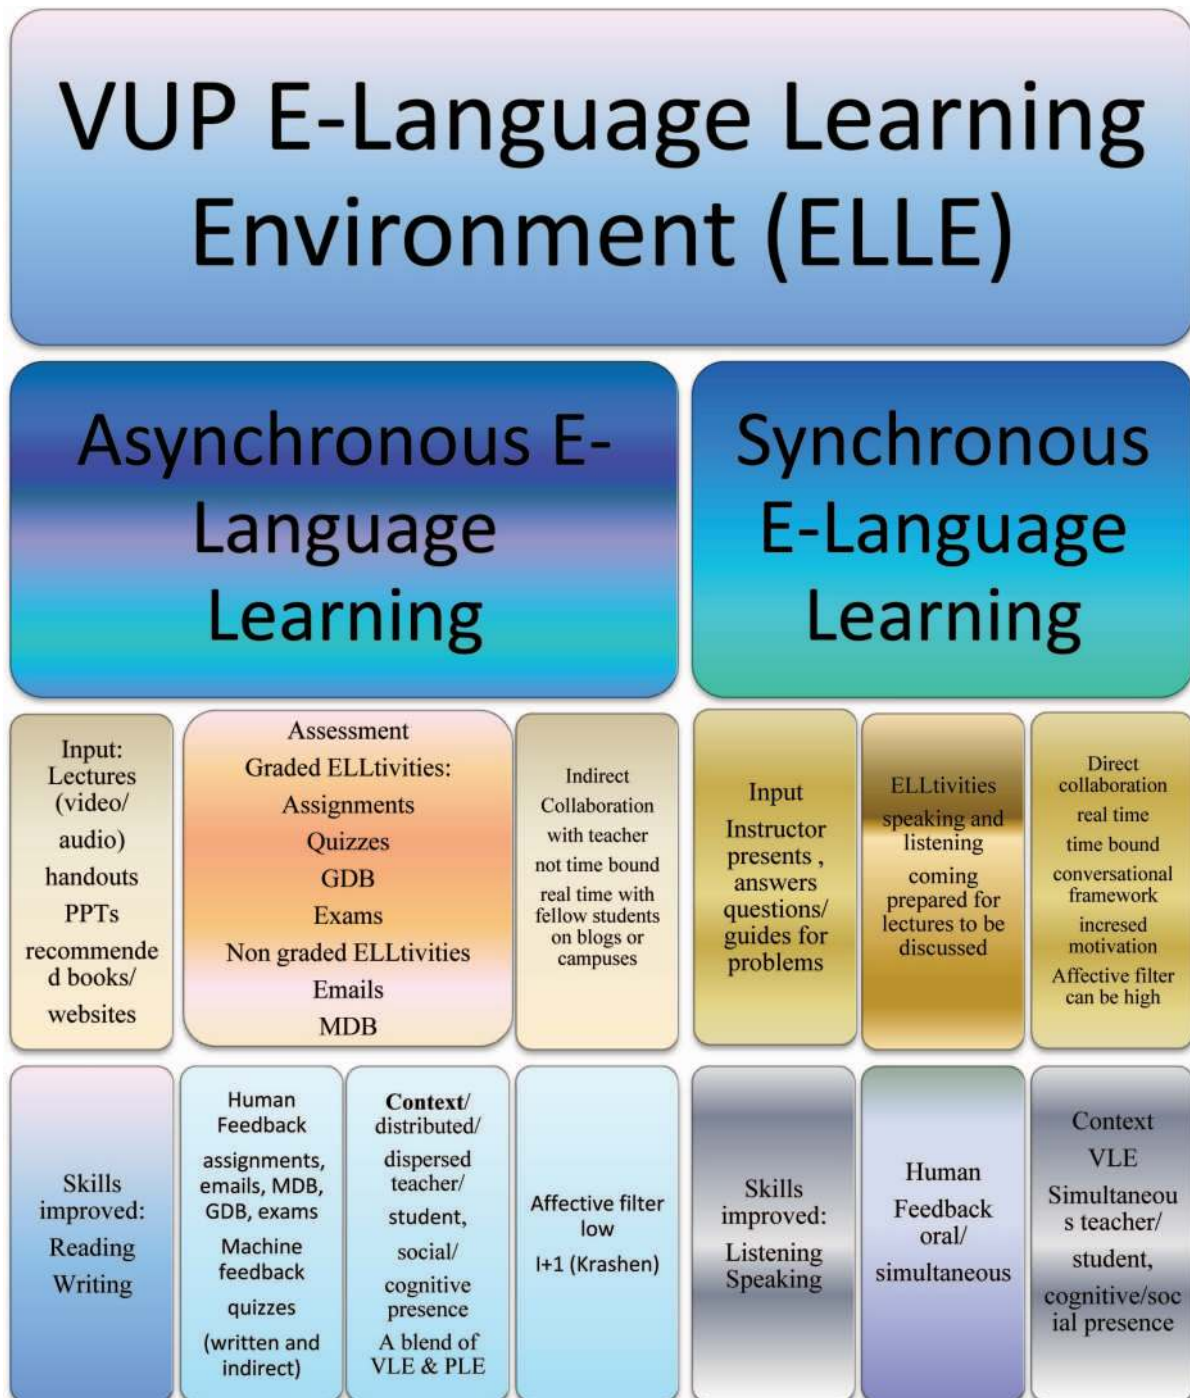 VUP E-Language Learning
Environment (ELLE)
Asynchronous E-
Language
Learning
Synchronous
E-Language
Learning
Input:
Lectures
(video/
audio)
handouts
PPTs
recommende
d books/
websites
Assessment
Graded ELLtivities:
Assignments
Quizzes
GDB
Exams
Non graded ELLtivities
Emails
MDB
Indirect
Collaboration
with teacher
not time bound
real time with
fellow students
on blogs or
campuses
Input
Instructor
presents ,
answers
questions/
guides for
problems
ELLtivities
speaking and
listening
coming
prepared for
lectures to be
discussed
Direct
collaboration
real time
time bound
conversational
framework
incresed
motivation
Affective filter
can be high
Skills
improved:
Reading
Writing
Human
Feedback
assignments,
emails, MDB,
GDB, exams
Machine
feedback
quizzes
(written and
indirect)
Context/
distributed/
dispersed
teacher/
student,
social/
cognitive
presence
A blend of
VLE & PLE
Affective filter
low
I+1 (Krashen)
Skills
improved:
Listening
Speaking
Human
Feedback
oral/
simultaneous
Context
VLE
Simultaneou
s teacher/
student,
cognitive/soc
ial presence